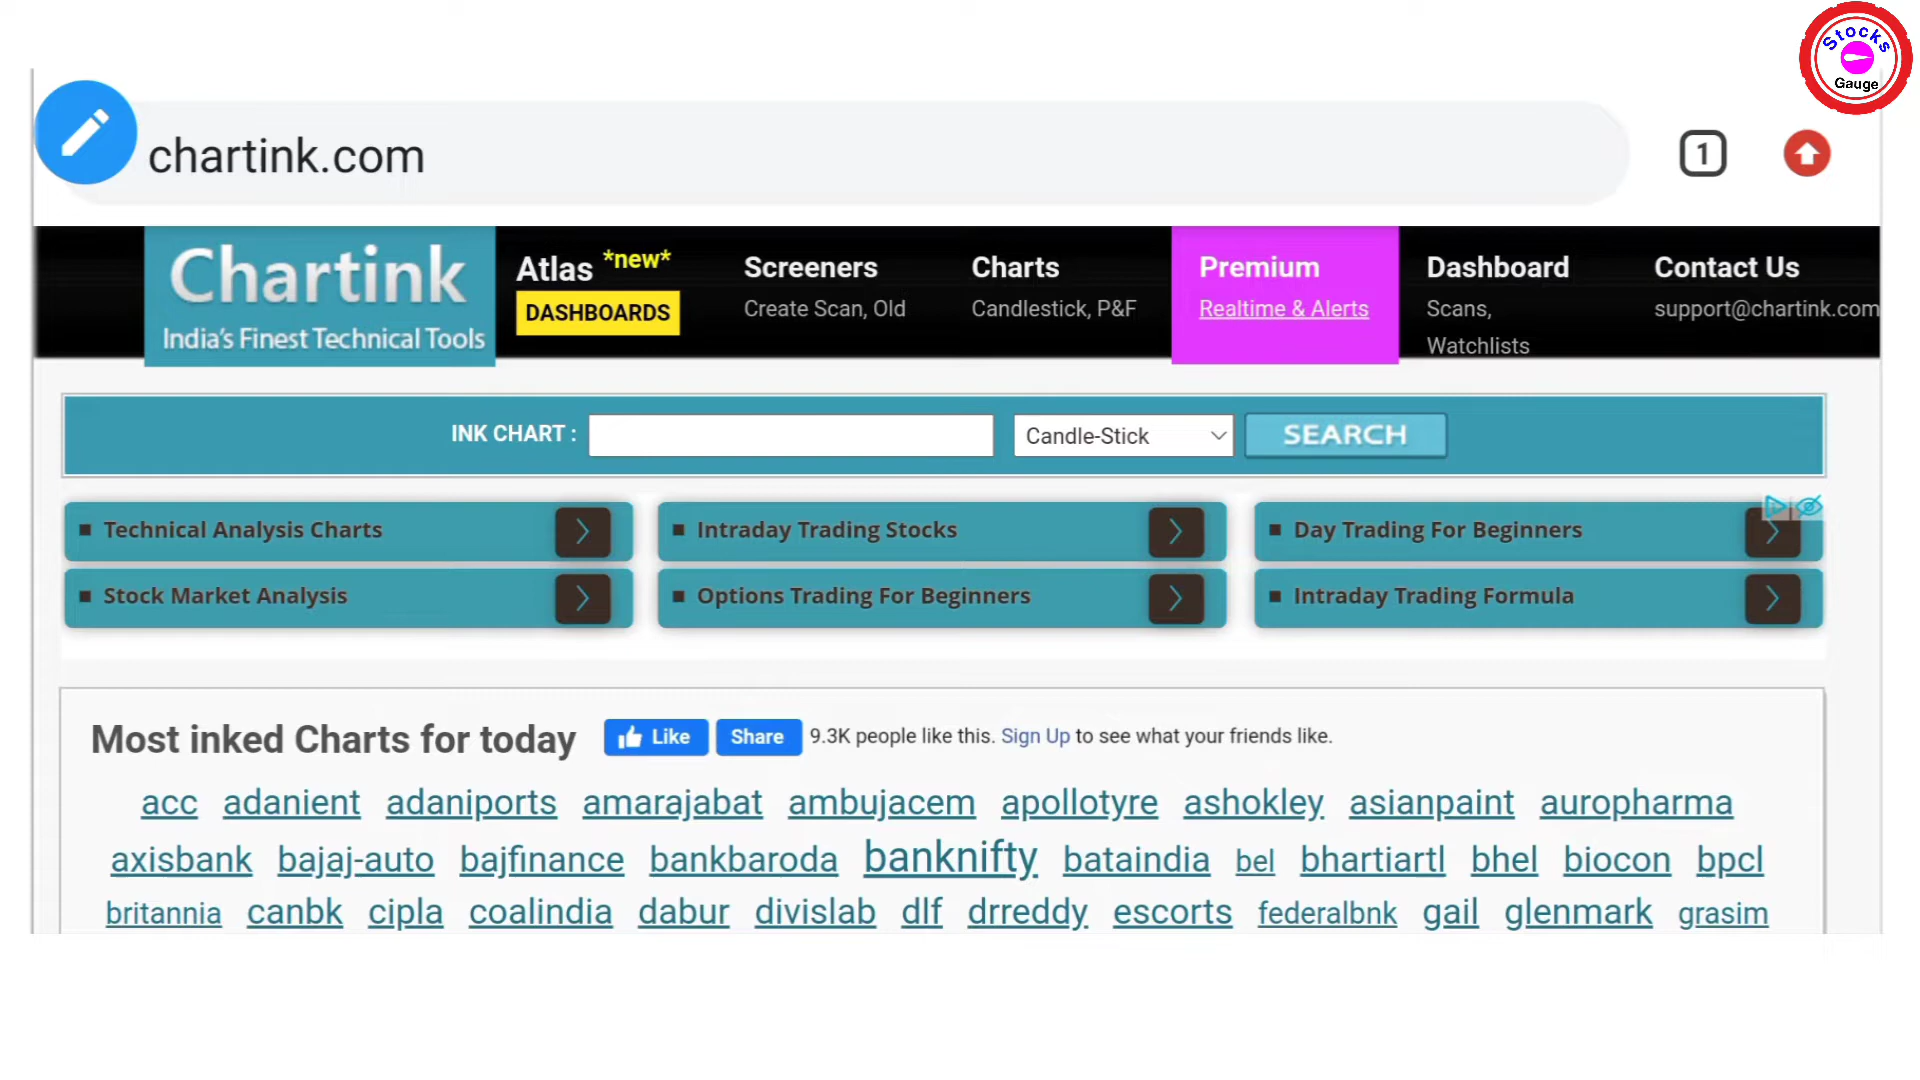 Stocks
Gauge
chartink.com
1
Chartink
India's Finest Technical Tools
Atlas *new*
DASHBOARDS
Screeners
Create Scan, Old
Charts
Candlestick, P&F
Premium
Realtime & Alerts
Dashboard
Scans,
Watchlists
Contact Us
support@chartink.com
INK CHART :
Candle-Stick
SEARCH
Technical Analysis Charts
Intraday Trading Stocks
Day Trading For Beginners
Stock Market Analysis
Options Trading For Beginners
Intraday Trading Formula
Most inked Charts for today
Like
Share
9.3K people like this. Sign Up to see what your friends like.
acc adanient adaniports amarajabat ambujacem apollotyre ashokley asianpaint auropharma
axisbank bajaj-auto bajfinance bankbaroda banknifty bataindia bel bhartiartl bhel biocon bpcl
britannia canbk cipla coalindia dabur divislab dlf drreddy escorts federalbnk gail glenmark grasim